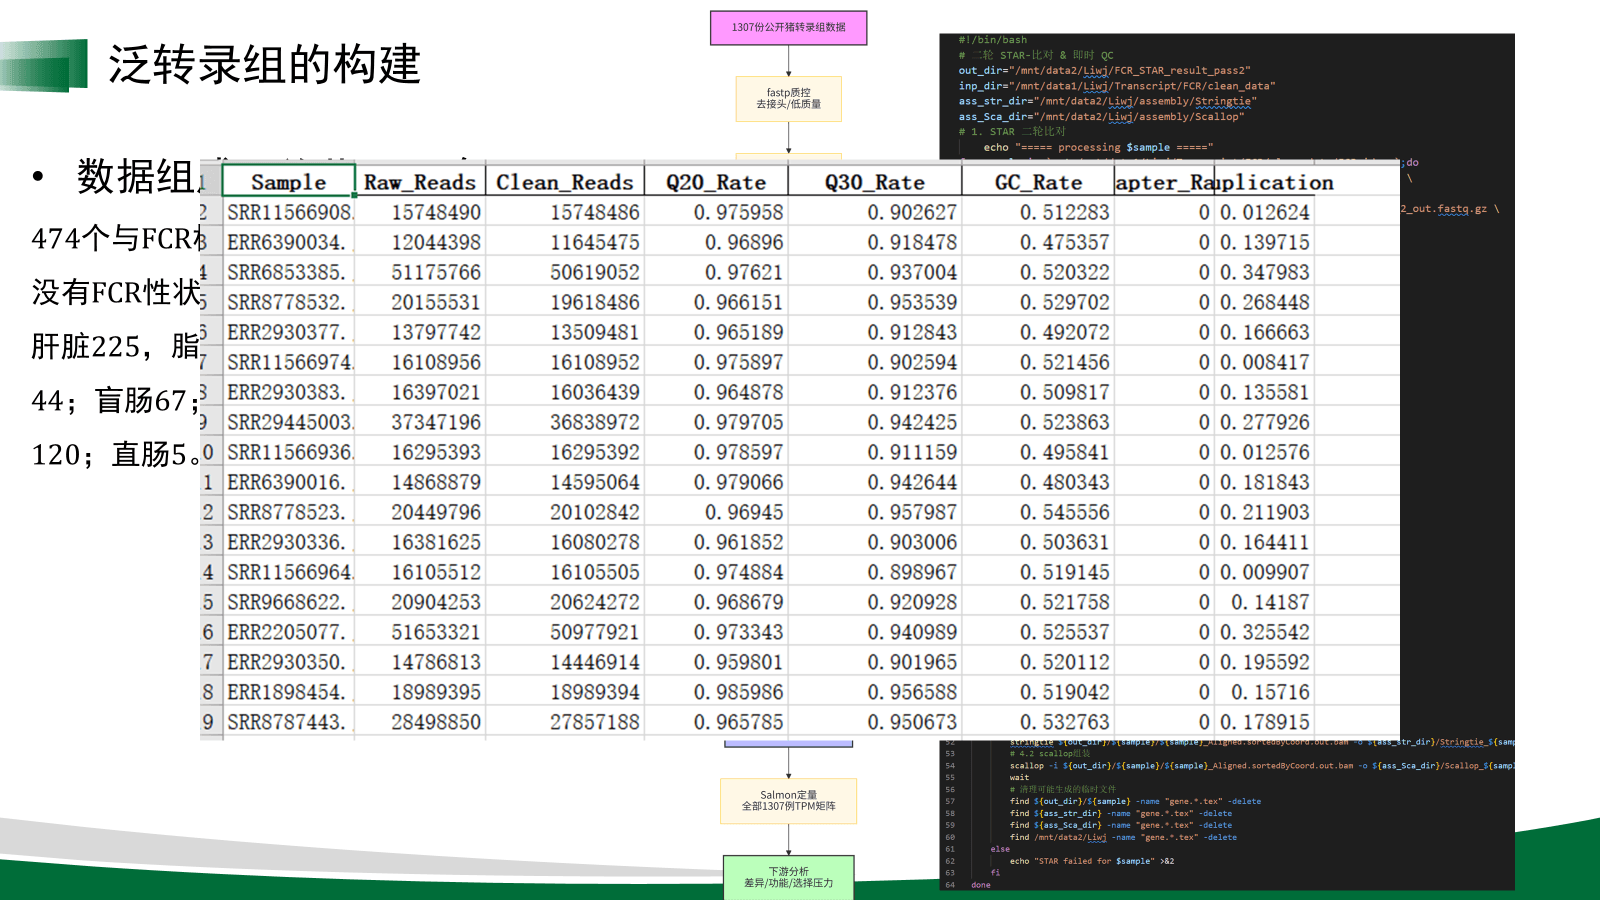 泛转录组的构建
• 数据组
474个与FCR
没有FCR性状
肝脏225，脂
44；盲肠67；
120；直肠5。
1307份公开猪转录组数据
fastp质控
去接头/低质量
#!/bin/bash
# 二轮 STAR-比对 & 即时 QC
out_dir="/mnt/data2/Liwj/FCR_STAR_result_pass2"
inp_dir="/mnt/data1/Liwj/Transcript/FCR/clean_data"
ass_str_dir="/mnt/data2/Liwj/assembly/Stringtie"
ass_Sca_dir="/mnt/data2/Liwj/assembly/Scallop"
# 1. STAR 二轮比对
echo "===== processing $sample ====="
;do
\
2_out.fastq.gz \
1 Sample Raw_Reads Clean_Reads Q20_Rate Q30_Rate GC_Rate apter_Ra uplication
2 SRR11566908. 15748490 15748486 0.975958 0.902627 0.512283 0 0.012624
3 ERR6390034. 12044398 11645475 0.96896 0.918478 0.475357 0 0.139715
4 SRR6853385. 51175766 50619052 0.97621 0.937004 0.520322 0 0.347983
5 SRR8778532. 20155531 19618486 0.966151 0.953539 0.529702 0 0.268448
6 ERR2930377. 13797742 13509481 0.965189 0.912843 0.492072 0 0.166663
7 SRR11566974. 16108956 16108952 0.975897 0.902594 0.521456 0 0.008417
8 ERR2930383. 16397021 16036439 0.964878 0.912376 0.509817 0 0.135581
9 SRR29445003. 37347196 36838972 0.979705 0.942425 0.523863 0 0.277926
0 SRR11566936. 16295393 16295392 0.978597 0.911159 0.495841 0 0.012576
1 ERR6390016. 14868879 14595064 0.979066 0.942644 0.480343 0 0.181843
2 SRR8778523. 20449796 20102842 0.96945 0.957987 0.545556 0 0.211903
3 ERR2930336. 16381625 16080278 0.961852 0.903006 0.503631 0 0.164411
4 SRR11566964. 16105512 16105505 0.974884 0.898967 0.519145 0 0.009907
5 SRR9668622. 20904253 20624272 0.968679 0.920928 0.521758 0 0.14187
6 ERR2205077. 51653321 50977921 0.973343 0.940989 0.525537 0 0.325542
7 ERR2930350. 14786813 14446914 0.959801 0.901965 0.520112 0 0.195592
8 ERR1898454. 18989395 18989394 0.985986 0.956588 0.519042 0 0.15716
9 SRR8787443. 28498850 27857188 0.965785 0.950673 0.532763 0 0.178915
52 stringtie ${out_dir}/${sample}/${sample}_Aligned.sortedByCoord.out.bam -o ${ass_str_dir}/Stringtie_${samp
53 # 4.2 scallop组装
54 scallop -i ${out_dir}/${sample}/${sample}_Aligned.sortedByCoord.out.bam -o ${ass_Sca_dir}/Scallop_${sampl
55 wait
56 # 清理可能生成的临时文件
57 find ${out_dir}/${sample} -name "gene.*.tex" -delete
58 find ${ass_str_dir} -name "gene.*.tex" -delete
59 find ${ass_Sca_dir} -name "gene.*.tex" -delete
60 find /mnt/data2/Liwj -name "gene.*.tex" -delete
61 else
62 echo "STAR failed for $sample" >&2
63 fi
64 done
Salmon定量
全部1307例TPM矩阵
下游分析
差异/功能/选择压力